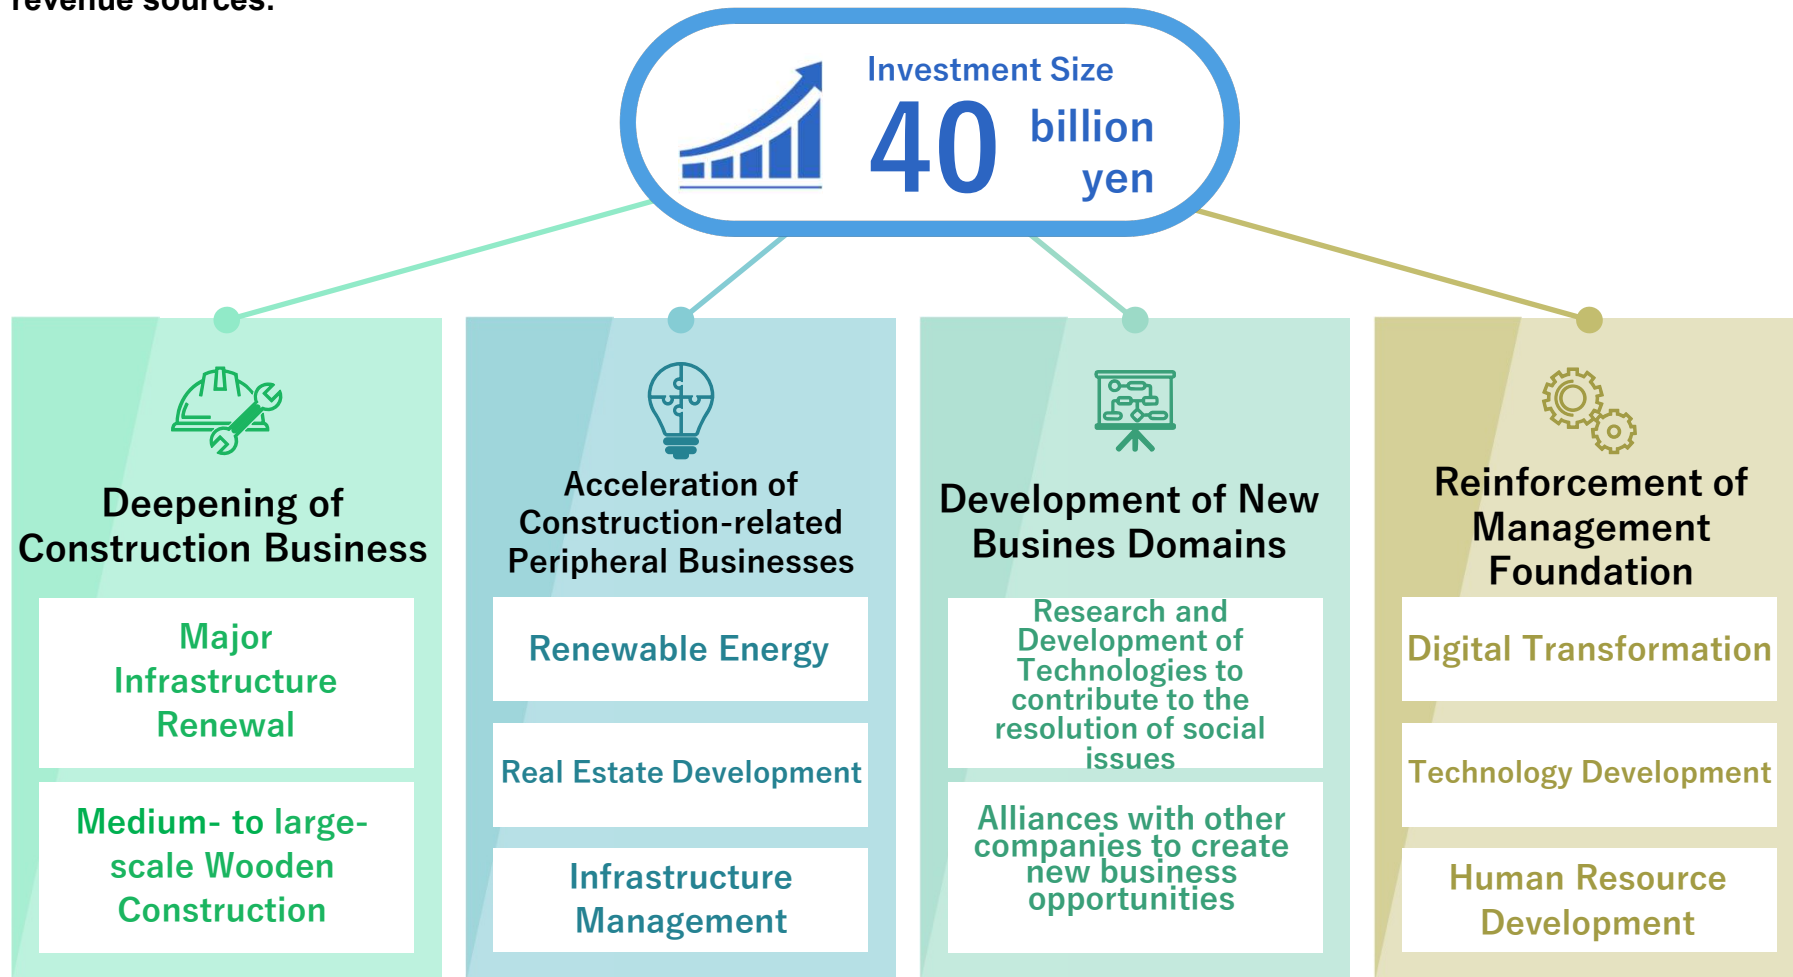 revenue sources.
Investment Size
40 billion
yen
Deepening of
Construction Business
Major
Infrastructure
Renewal
Medium- to large-
scale Wooden
Construction
Acceleration of
Construction-related
Peripheral Businesses
Renewable Energy
Real Estate Development
Infrastructure
Management
Development of New
Busines Domains
Research and
Development of
Technologies to
contribute to the
resolution of social
issues
Alliances with other
companies to create
new business
opportunities
Reinforcement of
Management
Foundation
Digital Transformation
Technology Development
Human Resource
Development